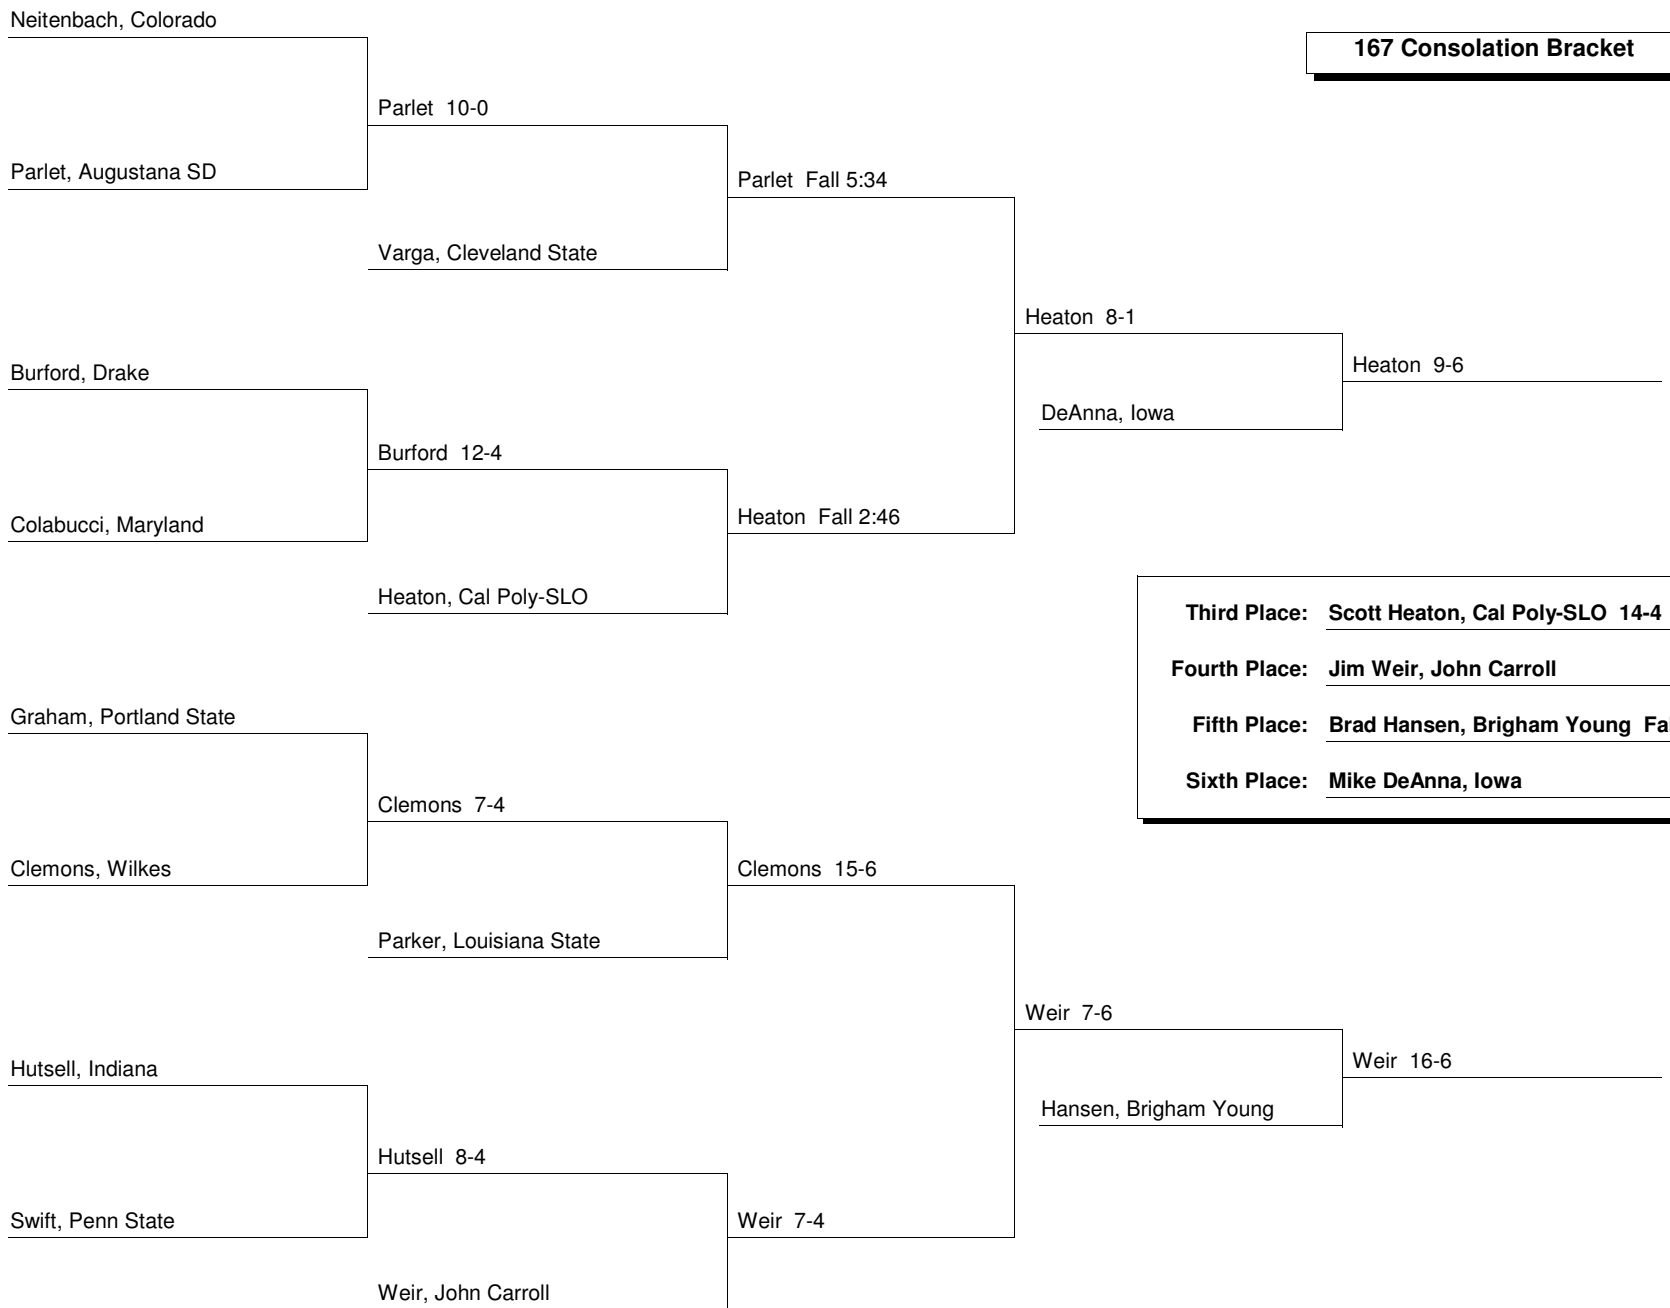 Neitenbach, Colorado
167 Consolation Bracket
Parlet 10-0
Parlet, Augustana SD
Parlet Fall 5:34
Varga, Cleveland State
Heaton 8-1
Burford, Drake
Heaton 9-6
DeAnna, Iowa
Burford 12-4
Colabucci, Maryland
Heaton Fall 2:46
Heaton, Cal Poly-SLO
Third Place: Scott Heaton, Cal Poly-SLO 14-4
Fourth Place: Jim Weir, John Carroll
Graham, Portland State
Fifth Place: Brad Hansen, Brigham Young
Sixth Place: Mike DeAnna, Iowa
Clemons 7-4
Clemons, Wilkes
Clemons 15-6
Parker, Louisiana State
Weir 7-6
Hutsell, Indiana
Weir 16-6
Hansen, Brigham Young
Hutsell 8-4
Swift, Penn State
Weir 7-4
Weir, John Carroll